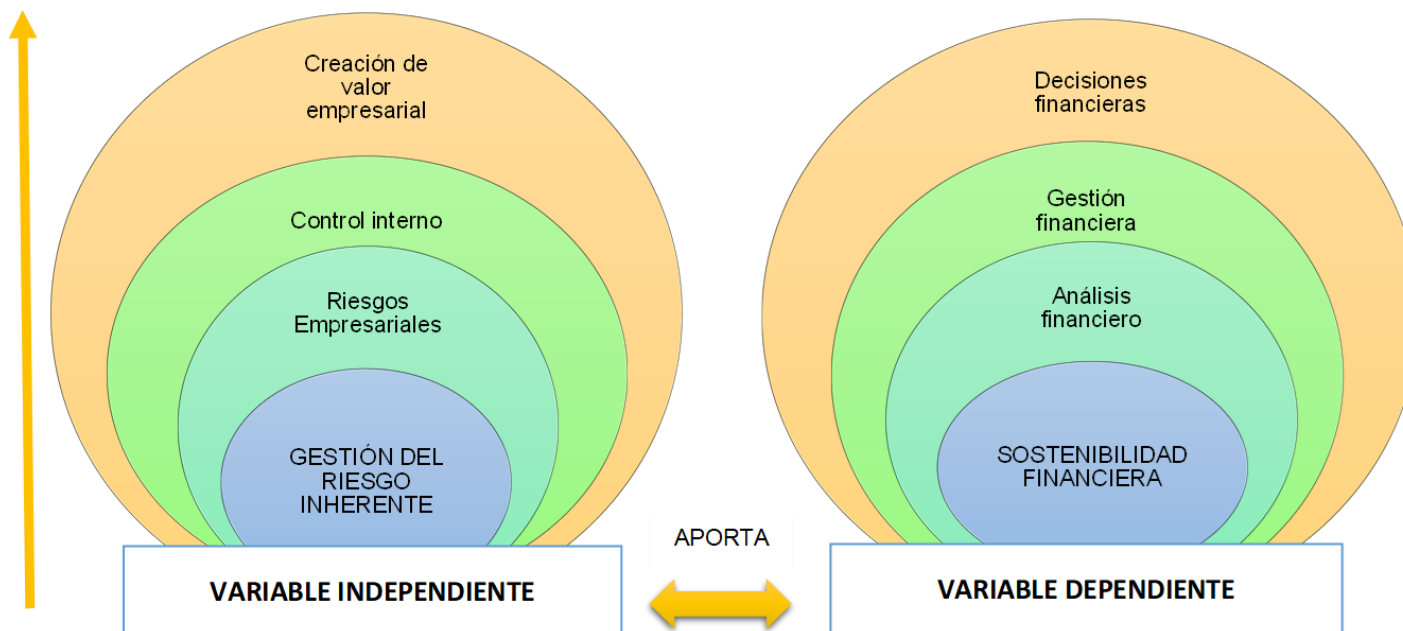 Creación de
valor
empresarial
Control interno
Riesgos
Empresariales
GESTIÓN DEL
RIESGO
INHERENTE
VARIABLE INDEPENDIENTE
APORTA
Decisiones
financieras
Gestión
financiera
Análisis
financiero
SOSTENIBILIDAD
FINANCIERA
VARIABLE DEPENDIENTE